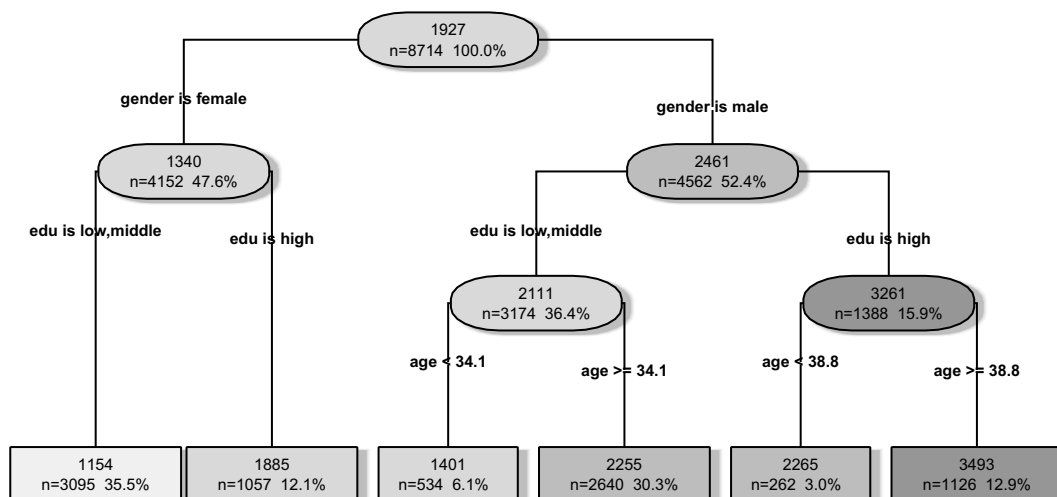 1927
n=8714 100.0%
gender is female
gender is male
1340
n=4152 47.6%
2461
n=4562 52.4%
edu is low,middle
edu is high
edu is low,middle
edu is high
2111
n=3174 36.4%
3261
n=1388 15.9%
age < 34.1
age >= 34.1
age < 38.8
age >= 38.8
1154
n=3095 35.5%
1885
n=1057 12.1%
1401
n=534 6.1%
2255
n=2640 30.3%
2265
n=262 3.0%
3493
n=1126 12.9%